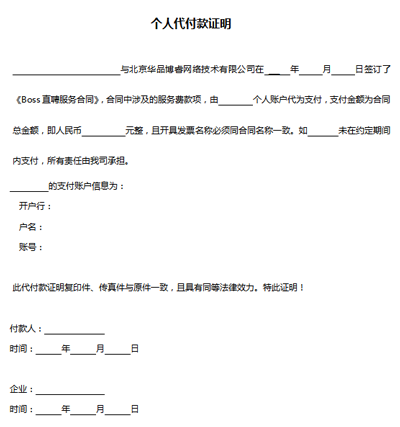 个人代付款证明
____________________与北京华品博睿网络技术有限公司在____年_____月_____日签订了
《Boss直聘服务合同》，合同中涉及的服务费款项，由_______个人账户代为支付，支付金额为合同
总金额，即人民币_________元整，且开具发票名称必须同合同名称一致。如______未在约定期间
内支付，所有责任由我司承担。
________的支付账户信息为：
开户行：
户名：
账号：
此代付款证明复印件、传真件与原件一致，且具有同等法律效力。特此证明！
付款人：____________
时间：_____年_____月_____日
企业：______________
时间：_____年_____月_____日